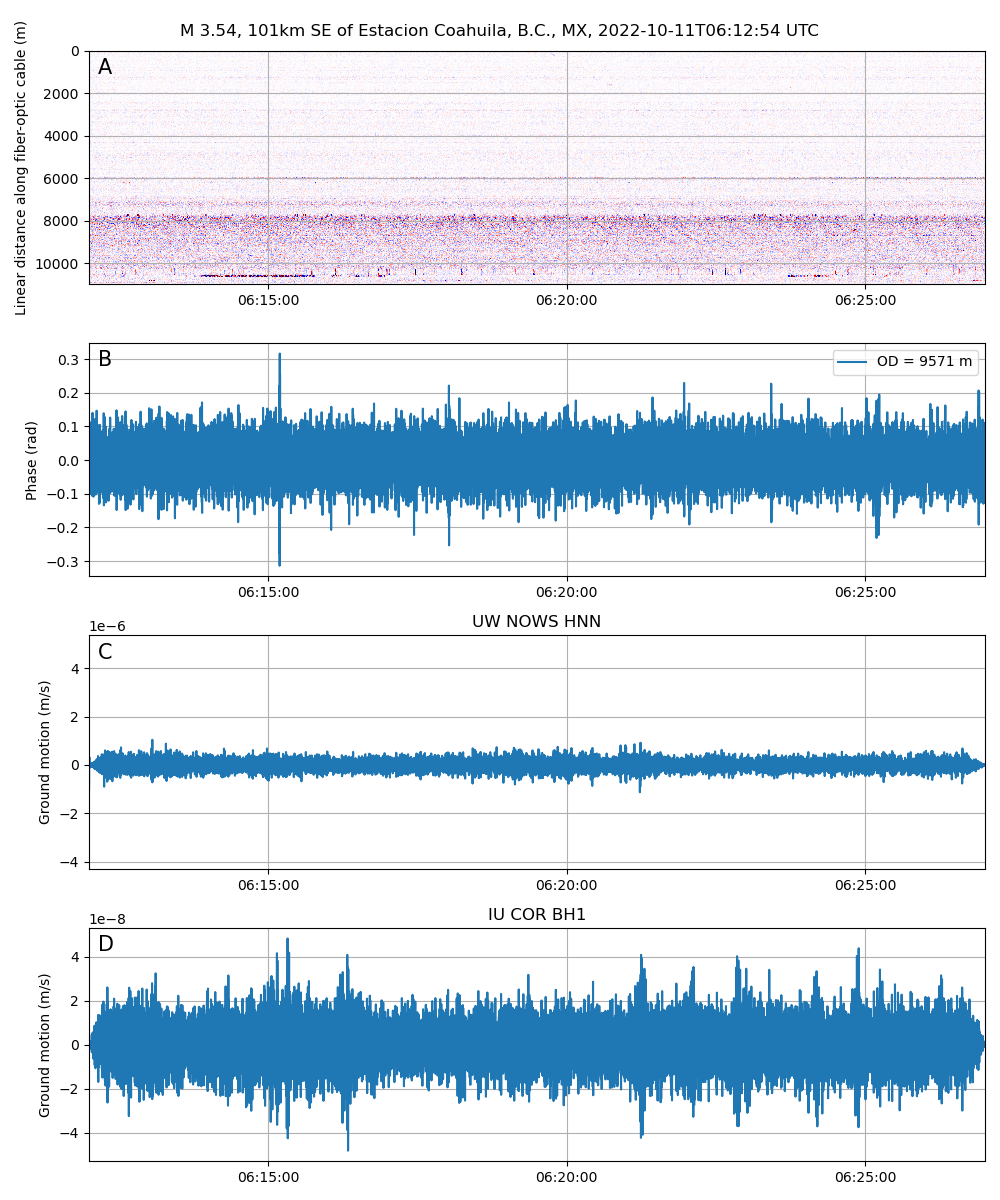 M 3.54, 101km SE of Estacion Coahuila, B.C., MX, 2022-10-11T06:12:54 UTC
A
Linear distance along fiber-optic cable (m)
0
2000
4000
6000
8000
10000
06:15:00 06:20:00 06:25:00
B
OD = 9571 m
Phase (rad)
0.3
0.2
0.1
0.0
−0.1
−0.2
−0.3
06:15:00 06:20:00 06:25:00
UW NOWS HNN
1e−6
C
Ground motion (m/s)
4
2
0
−2
−4
06:15:00 06:20:00 06:25:00
IU COR BH1
1e−8
D
Ground motion (m/s)
4
2
0
−2
−4
06:15:00 06:20:00 06:25:00